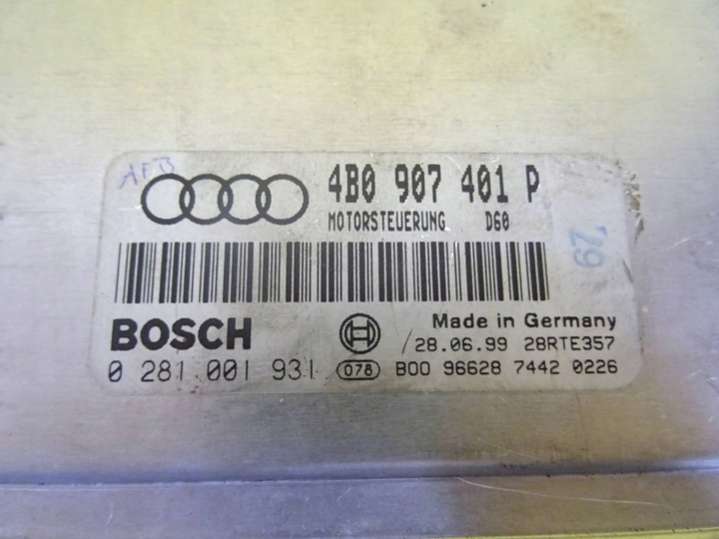 AFB
4B0 907 401 P
MOTORSTEUERUNG D60
29
BOSCH
Made in Germany
28.06.99 28RTE357
0 281 001 931 078 B00 96628 7442 0226